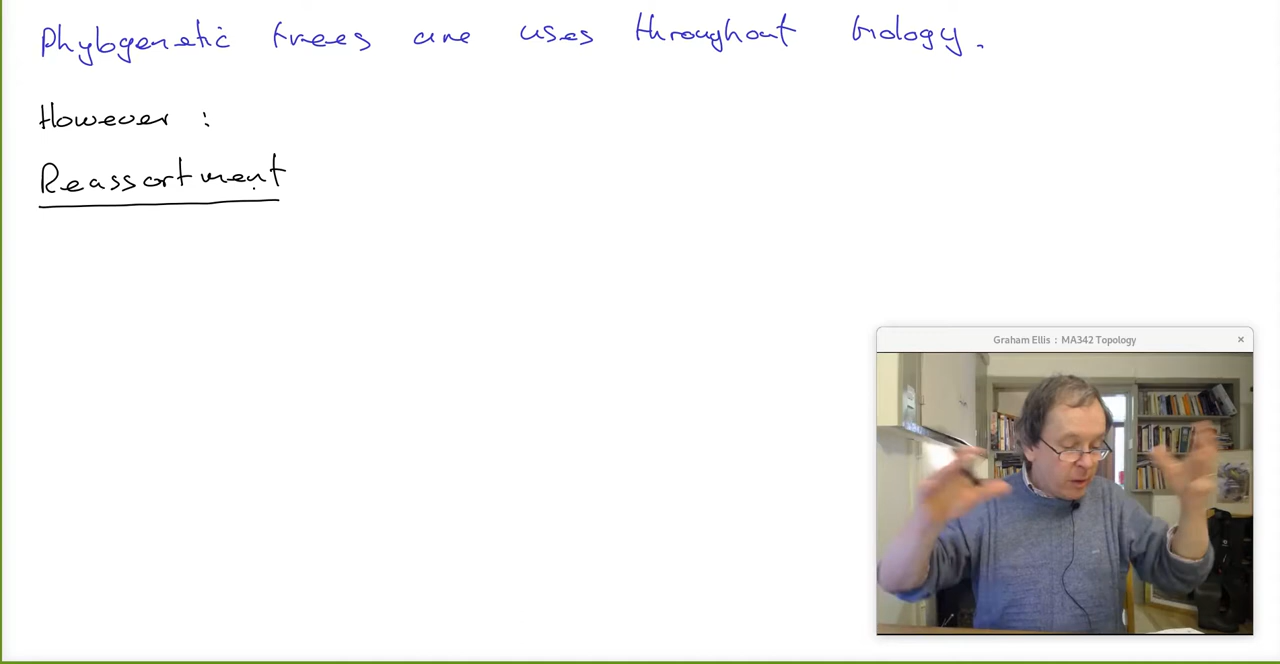 Phylogenetic trees are uses throughout biology.
However :
Reassortment
Graham Ellis : MA342 Topology